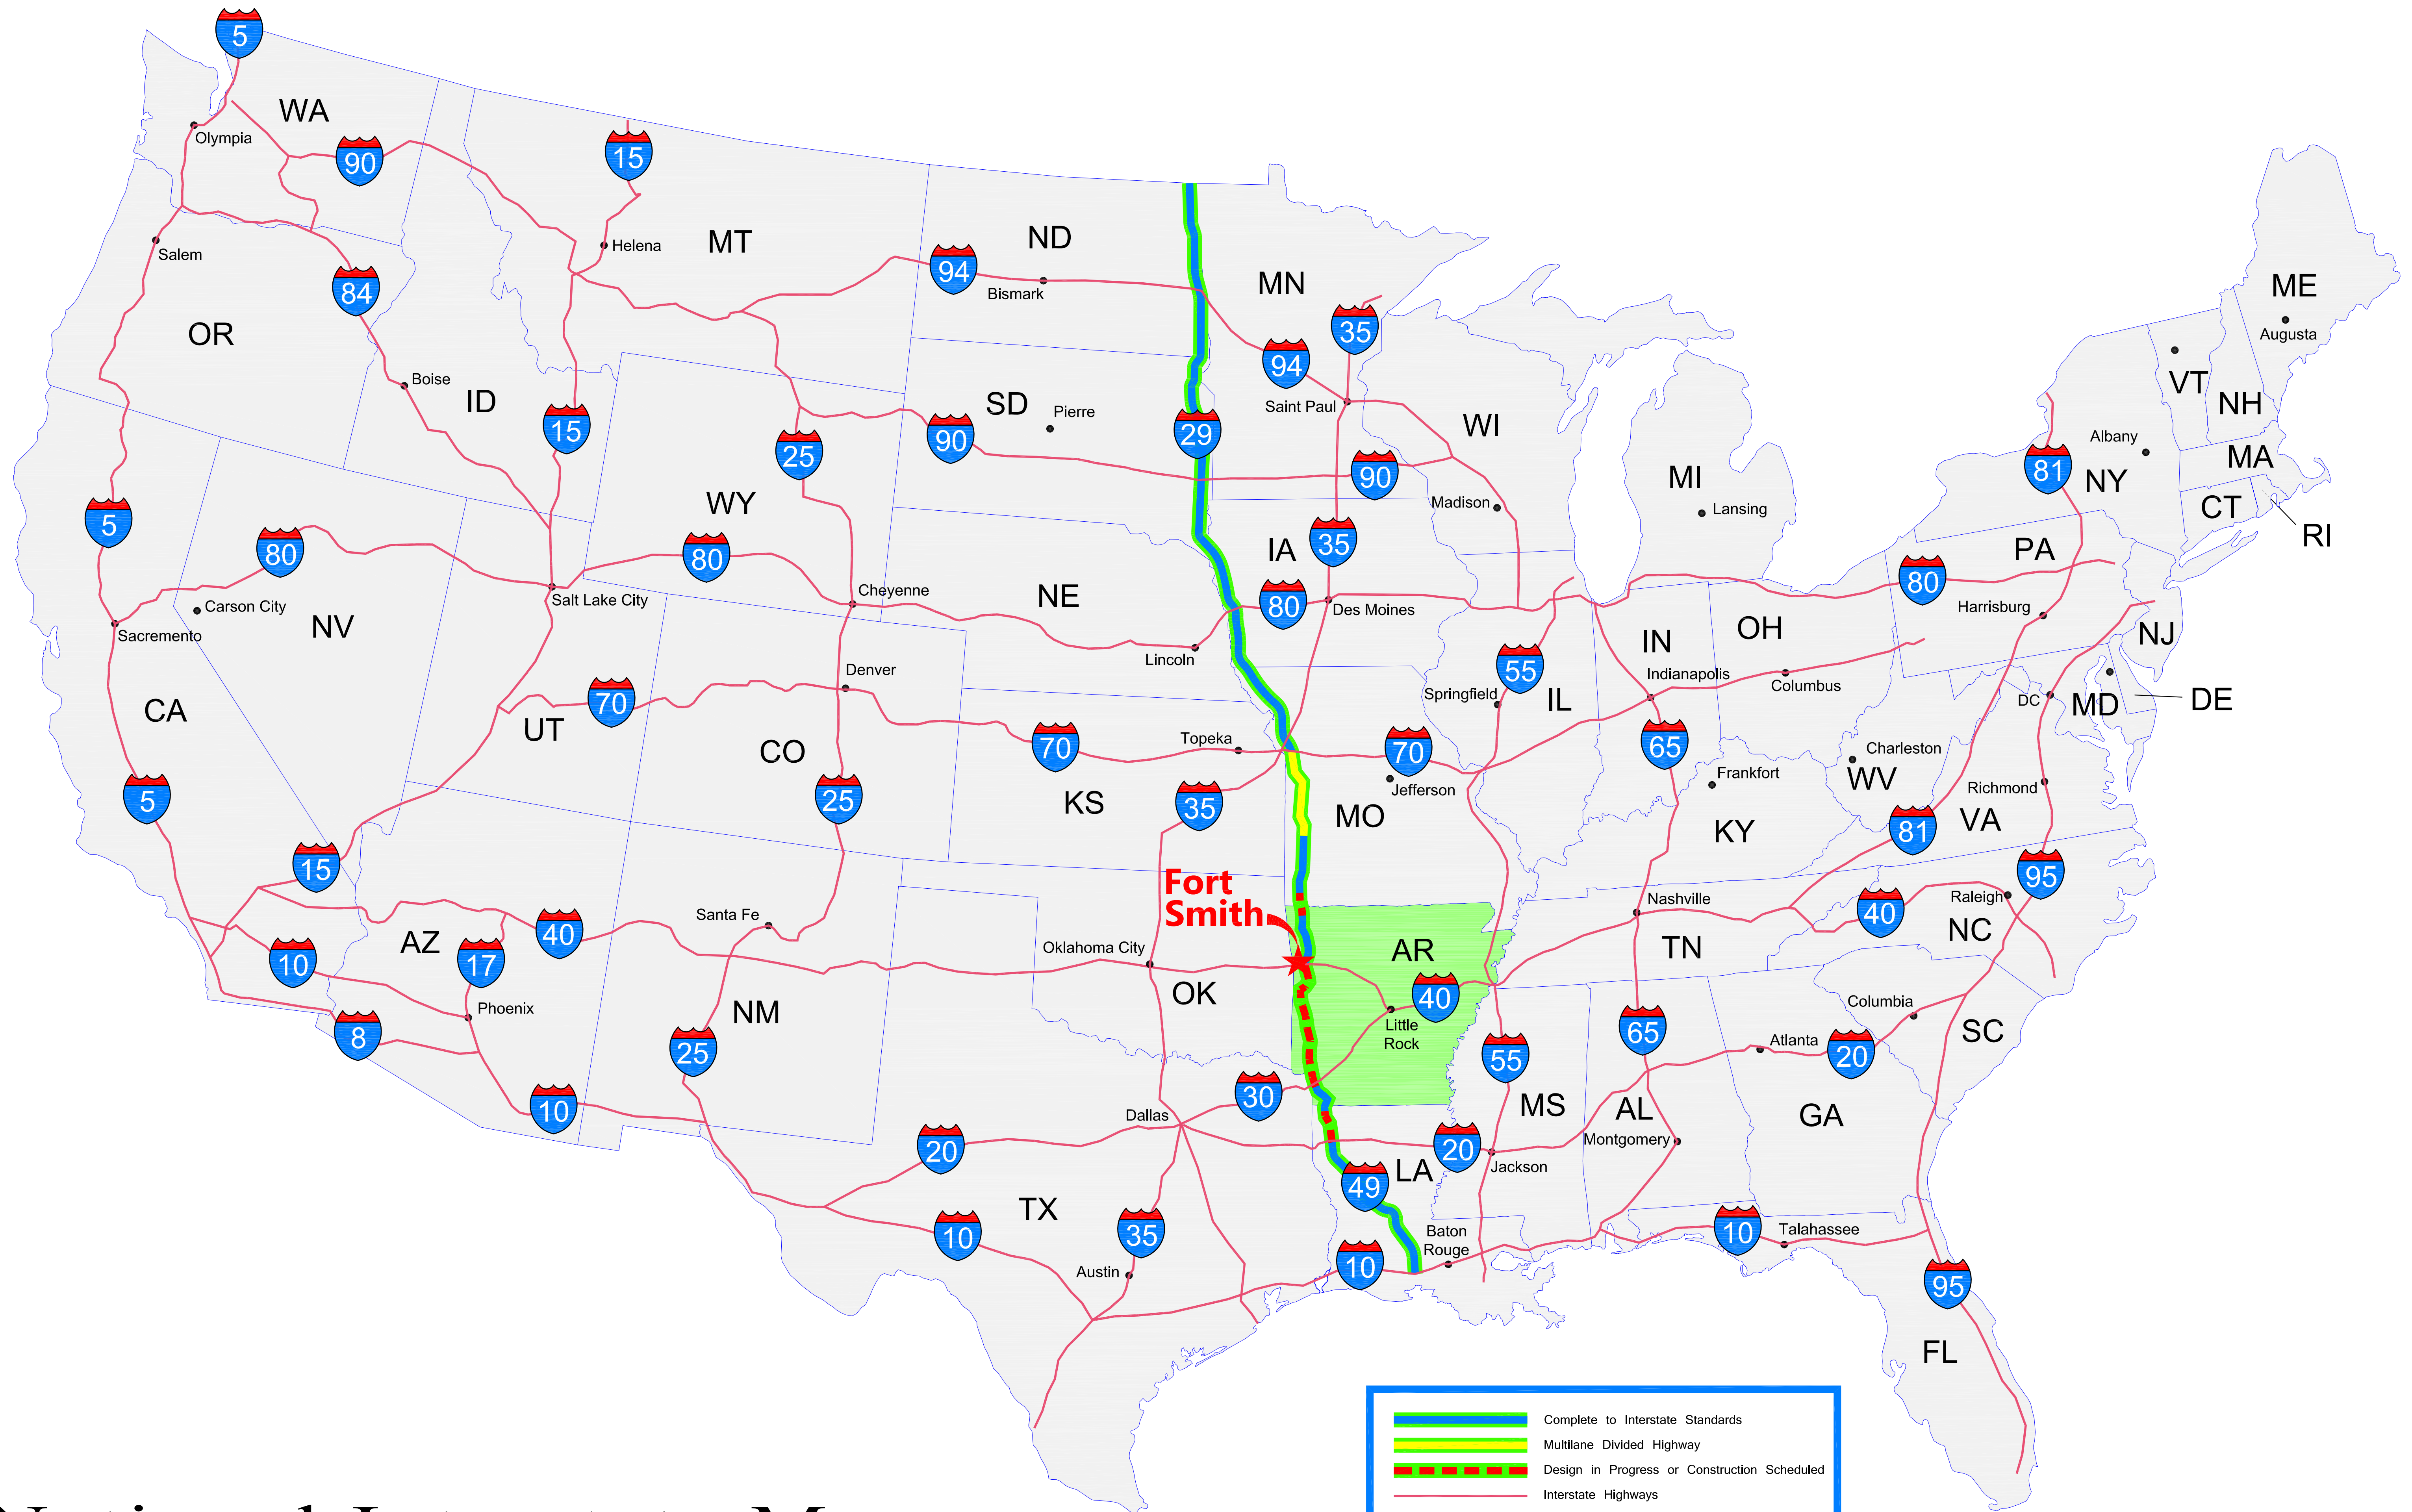 5
WA
Olympia
90
15
Salem
Helena
MT
ND
94
Bismark
MN
ME
Augusta
84
OR
35
94
Boise
ID
15
SD
Pierre
29
Saint Paul
WI
VT
NH
90
25
90
Albany
81
NY
MA
MI
Lansing
CT
RI
5
80
WY
80
Madison
IA
35
PA
80
Carson City
Salt Lake City
Cheyenne
NE
80
Des Moines
Harrisburg
NV
Sacremento
Lincoln
IN
OH
NJ
Denver
Indianapolis
Columbus
CA
70
UT
55
Springfield
IL
DC
MD
DE
CO
70
Topeka
70
65
Charleston
WV
Frankfort
Jefferson
Richmond
5
25
KS
35
MO
KY
81
VA
15
Fort
Smith
95
Nashville
Raleigh
40
Santa Fe
40
AZ
17
10
Oklahoma City
AR
TN
NC
OK
40
Columbia
Phoenix
NM
8
Little
Rock
65
SC
25
55
Atlanta
20
10
30
Dallas
MS
AL
GA
20
20
Montgomery
Jackson
LA
49
TX
10
35
Baton
Rouge
10
Talahassee
Austin
10
95
FL
Complete to Interstate Standards
Multilane Divided Highway
Design in Progress or Construction Scheduled
Interstate Highways